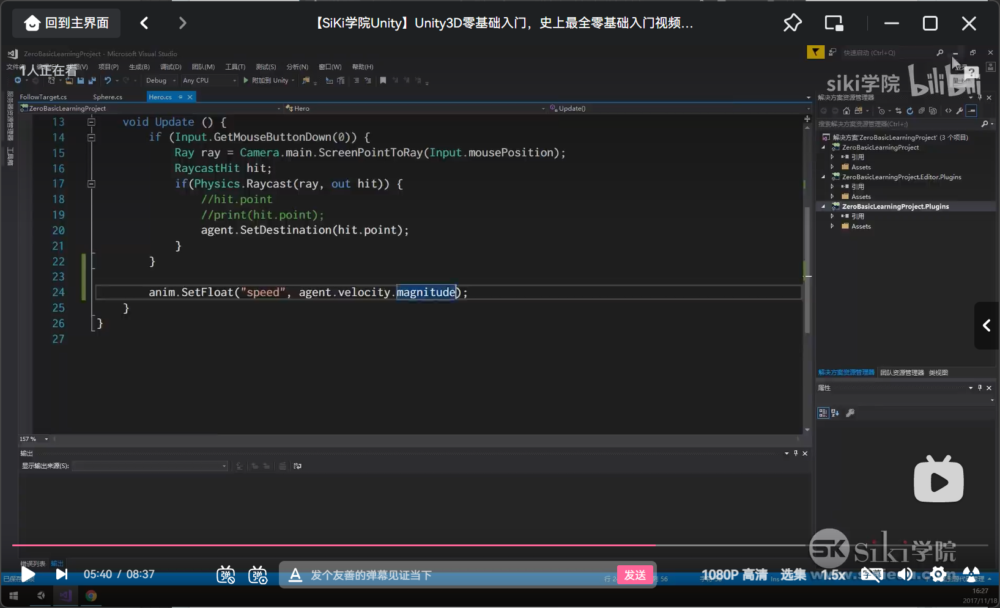 回到主界面
【SiKi学院Unity】Unity3D零基础入门，史上最全零基础入门视频...
ZeroBasicLearningProject - Microsoft Visual Studio
快速启动 (Ctrl+Q)
1人正在看
项目(P) 生成(B) 调试(D) 团队(M) 工具(T) 测试(S) 分析(N) 窗口(W) 帮助(H)
Debug Any CPU 附加到 Unity
siki学院 bilibili
FollowTarget.cs Sphere.cs Hero.cs
ZeroBasicLearningProject Hero Update()
服务器资源管理器
工具箱
13 void Update () {
14 if (Input.GetMouseButtonDown(0)) {
15 Ray ray = Camera.main.ScreenPointToRay(Input.mousePosition);
16 RaycastHit hit;
17 if(Physics.Raycast(ray, out hit)) {
18 //hit.point
19 //print(hit.point);
20 agent.SetDestination(hit.point);
21 }
22 }
23
24 anim.SetFloat("speed", agent.velocity.magnitude);
25 }
26 }
27
解决方案资源管理器
搜索解决方案资源管理器(Ctrl+;)
解决方案'ZeroBasicLearningProject' (3 个项目)
ZeroBasicLearningProject
引用
Assets
ZeroBasicLearningProject.Editor.Plugins
引用
Assets
ZeroBasicLearningProject.Plugins
引用
Assets
解决方案资源管理器 团队资源管理器 类视图
属性
157 %
输出
显示输出来源(S):
错误列表 输出
SK siki学院
05:40 / 08:37
发个友善的弹幕见证当下
发送
1080P 高清 选集 1.5x
16:27
2017/11/18